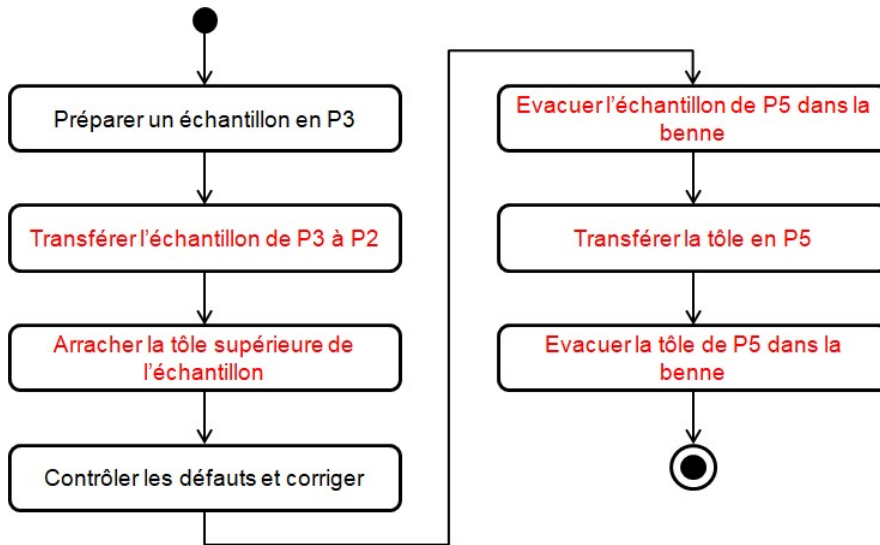 Préparer un échantillon en P3
Transférer l'échantillon de P3 à P2
Arracher la tôle supérieure de
l'échantillon
Contrôler les défauts et corriger
Evacuer l'échantillon de P5 dans la
benne
Transférer la tôle en P5
Evacuer la tôle de P5 dans la
benne